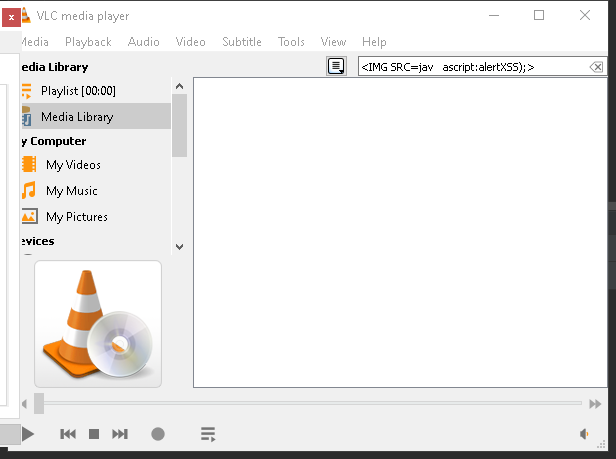 x
VLC media player
Media Playback Audio Video Subtitle Tools View Help
edia Library
<IMG SRC=jav   ascript:alertXSS);>
Playlist [00:00]
Media Library
y Computer
My Videos
My Music
My Pictures
evices